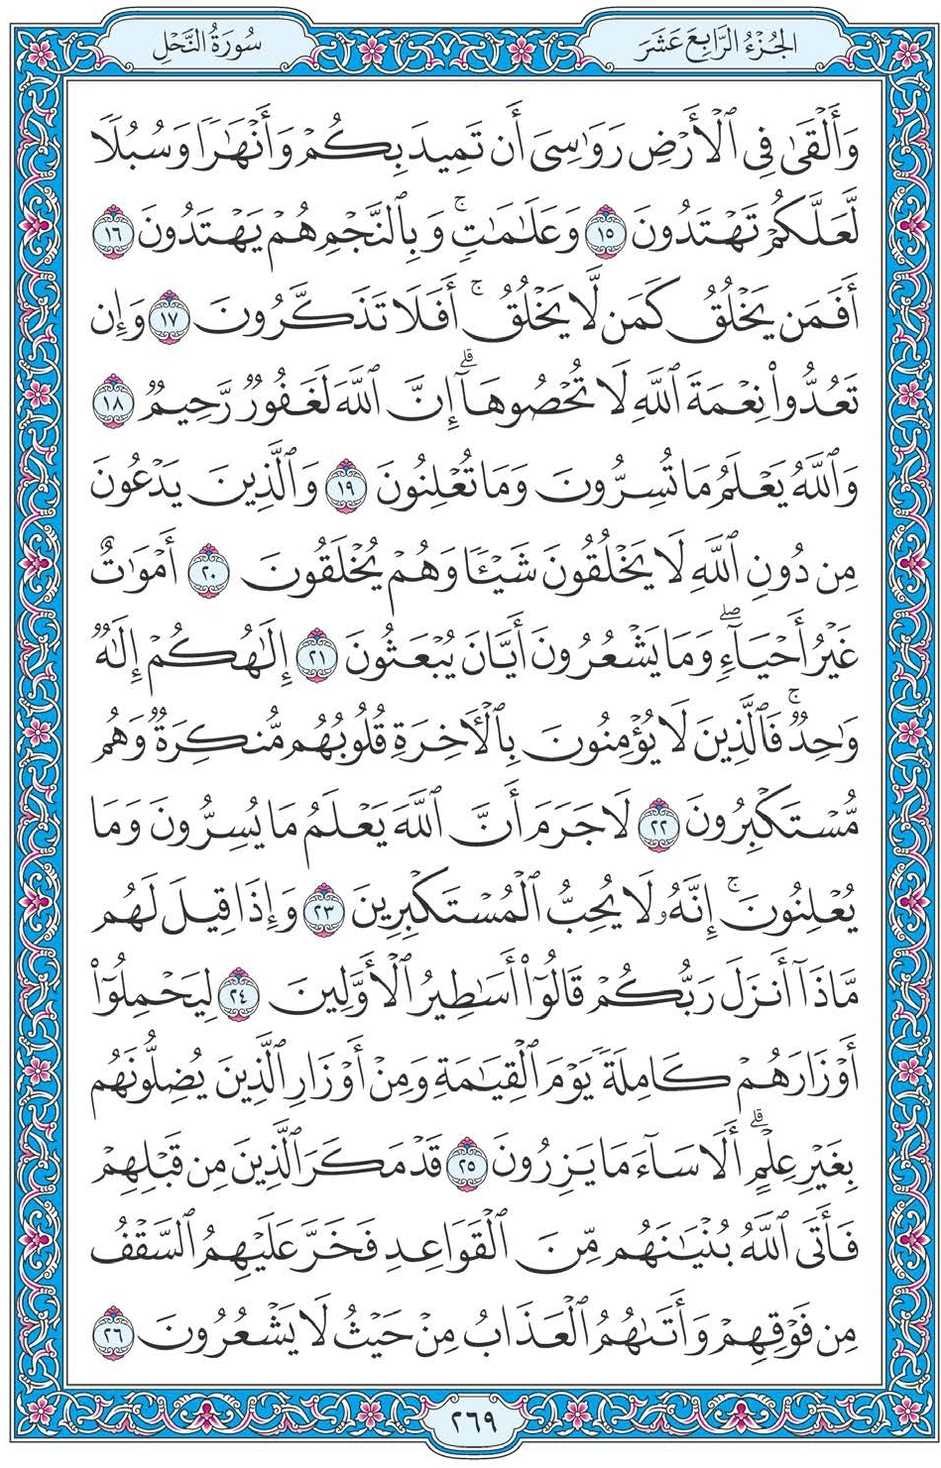 الجُزْءُ الرَّابِعَ عَشَرَ
سُورَةُ النَّحْلِ
وَأَلْقَىٰ فِي ٱلْأَرْضِ رَوَٰسِيَ أَن تَمِيدَ بِكُمْ وَأَنْهَٰرًا وَسُبُلًا
لَّعَلَّكُمْ تَهْتَدُونَ ١٥ وَعَلَٰمَٰتٍ ۚ وَبِٱلنَّجْمِ هُمْ يَهْتَدُونَ ١٦
أَفَمَن يَخْلُقُ كَمَن لَّا يَخْلُقُ ۚ أَفَلَا تَذَكَّرُونَ ١٧ وَإِن
تَعُدُّوا۟ نِعْمَةَ ٱللَّهِ لَا تُحْصُوهَآ ۗ إِنَّ ٱللَّهَ لَغَفُورٌ رَّحِيمٌ ١٨
وَٱللَّهُ يَعْلَمُ مَا تُسِرُّونَ وَمَا تُعْلِنُونَ ١٩ وَٱلَّذِينَ يَدْعُونَ
مِن دُونِ ٱللَّهِ لَا يَخْلُقُونَ شَيْـًٔا وَهُمْ يُخْلَقُونَ ٢٠ أَمْوَٰتٌ
غَيْرُ أَحْيَآءٍ ۖ وَمَا يَشْعُرُونَ أَيَّانَ يُبْعَثُونَ ٢١ إِلَٰهُكُمْ إِلَٰهٌ
وَٰحِدٌ ۚ فَٱلَّذِينَ لَا يُؤْمِنُونَ بِٱلْـَٔاخِرَةِ قُلُوبُهُم مُّنكِرَةٌ وَهُم
مُّسْتَكْبِرُونَ ٢٢ لَا جَرَمَ أَنَّ ٱللَّهَ يَعْلَمُ مَا يُسِرُّونَ وَمَا
يُعْلِنُونَ ۚ إِنَّهُۥ لَا يُحِبُّ ٱلْمُسْتَكْبِرِينَ ٢٣ وَإِذَا قِيلَ لَهُم
مَّاذَآ أَنزَلَ رَبُّكُمْ قَالُوٓا۟ أَسَٰطِيرُ ٱلْأَوَّلِينَ ٢٤ لِيَحْمِلُوٓا۟
أَوْزَارَهُمْ كَامِلَةً يَوْمَ ٱلْقِيَٰمَةِ وَمِنْ أَوْزَارِ ٱلَّذِينَ يُضِلُّونَهُم
بِغَيْرِ عِلْمٍ ۗ أَلَا سَآءَ مَا يَزِرُونَ ٢٥ قَدْ مَكَرَ ٱلَّذِينَ مِن قَبْلِهِمْ
فَأَتَى ٱللَّهُ بُنْيَٰنَهُم مِّنَ ٱلْقَوَاعِدِ فَخَرَّ عَلَيْهِمُ ٱلسَّقْفُ
مِن فَوْقِهِمْ وَأَتَىٰهُمُ ٱلْعَذَابُ مِنْ حَيْثُ لَا يَشْعُرُونَ ٢٦
٢٦٩